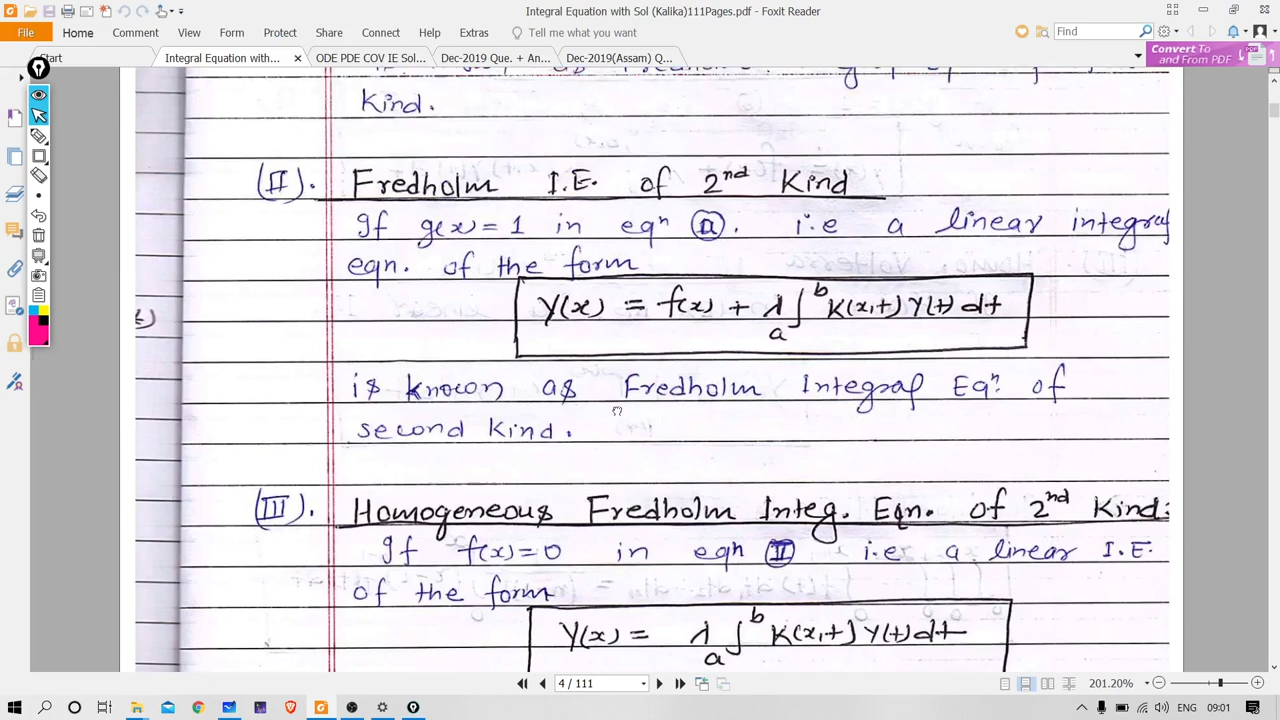 Integral Equation with Sol (Kalika)111Pages.pdf - Foxit Reader
File Home Comment View Form Protect Share Connect Help Extras Tell me what you want to do Find
Start Integral Equation with... × ODE PDE COV IE Sol... Dec-2019 Que. + An... Dec-2019(Assam) Q... Convert To
and From PDF
Kind.
(II). Fredholm I.E. of 2nd Kind
If g(x) = 1 in eqn (a). i.e a linear integral
eqn. of the form
Y(x) = f(x) + λ ∫_a^b K(x,t) Y(t) dt
is known as Fredholm Integral Eqn. of
second kind.
(III). Homogeneous Fredholm Integ. Eqn. of 2nd Kind:
If f(x)=0 in eqn (II) i.e a linear I.E.
of the form
Y(x) = λ ∫_a^b K(x,t) Y(t) dt
4 / 111 201.20%
ENG 09:01